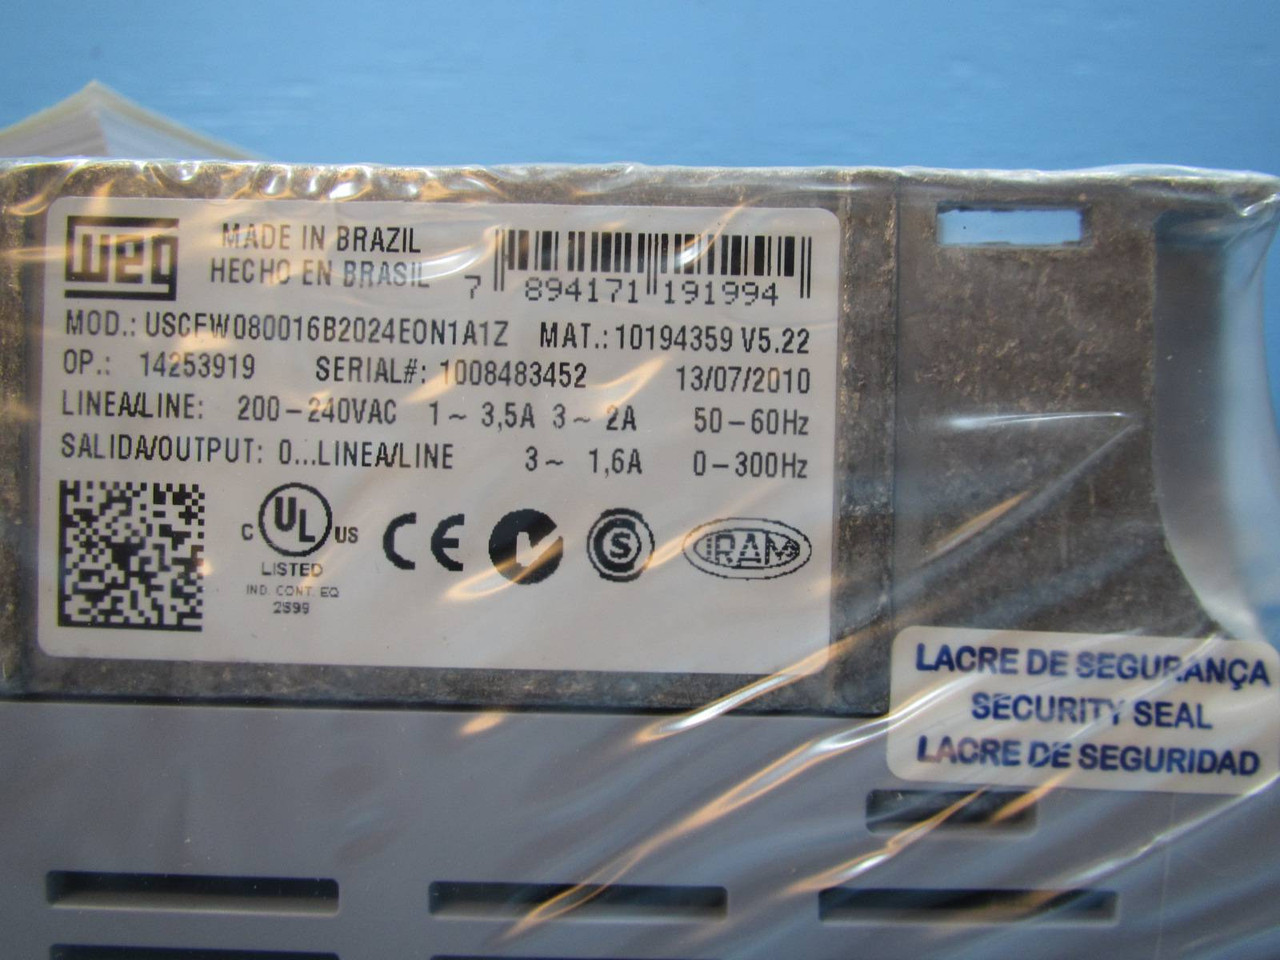 weg
MADE IN BRAZIL
HECHO EN BRASIL
7 894171 191994
MOD.: USCFW080016B2024EON1A1Z MAT.: 10194359 V5.22
OP.: 14253919 SERIAL#: 1008483452 13/07/2010
LINEA/LINE: 200-240VAC 1~ 3,5A 3~ 2A 50-60Hz
SALIDA/OUTPUT: 0...LINEA/LINE 3~ 1,6A 0-300Hz
C UL US
LISTED
IND. CONT. EQ
2S99
CE
S
IRAM
LACRE DE SEGURANÇA
SECURITY SEAL
LACRE DE SEGURIDAD